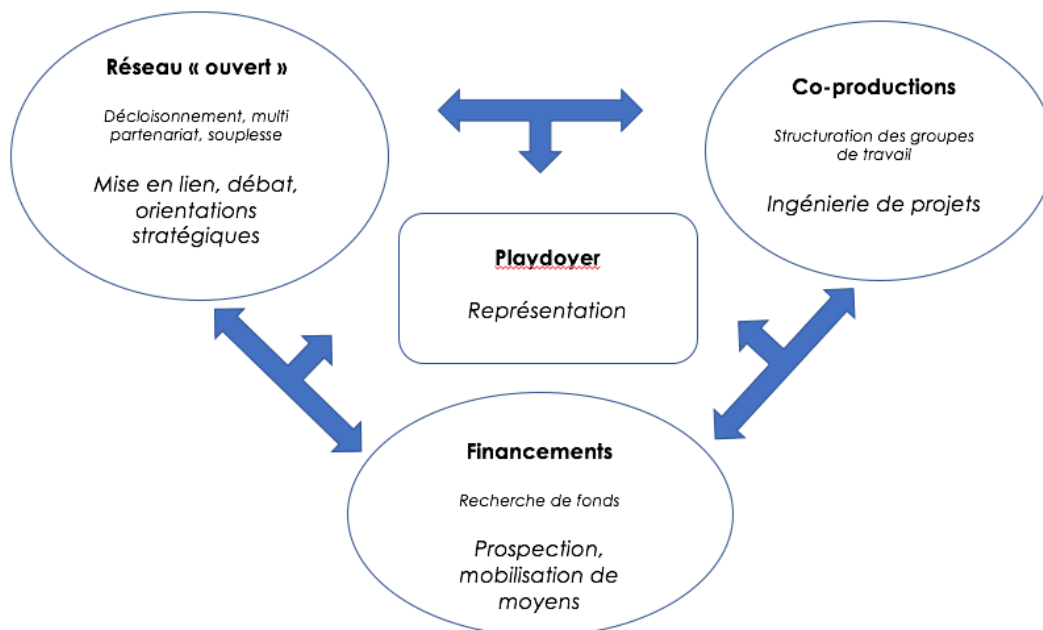 Réseau « ouvert »
Décloisonnement, multi
partenariat, souplesse
Mise en lien, débat,
orientations
stratégiques
Co-productions
Structuration des groupes
de travail
Ingénierie de projets
Playdoyer
Représentation
Financements
Recherche de fonds
Prospection,
mobilisation de
moyens